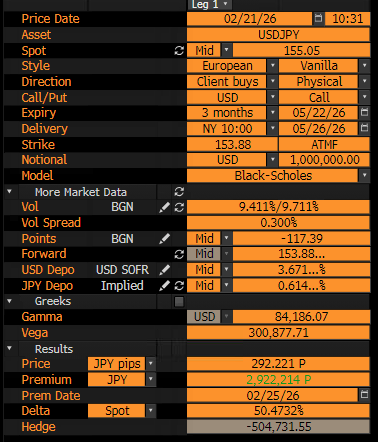 Leg 1
Price Date 02/21/26 10:31
Asset USDJPY
Spot Mid 155.05
Style European Vanilla
Direction Client buys Physical
Call/Put USD Call
Expiry 3 months 05/22/26
Delivery NY 10:00 05/26/26
Strike 153.88 ATMF
Notional USD 1,000,000.00
Model Black-Scholes
More Market Data
Vol BGN 9.411%/9.711%
Vol Spread 0.300%
Points BGN Mid -117.39
Forward Mid 153.88...
USD Depo USD SOFR Mid 3.671...%
JPY Depo Implied Mid 0.614...%
Greeks
Gamma USD 84,186.07
Vega 300,877.71
Results
Price JPY pips 292.221 P
Premium JPY 2,922,214 P
Prem Date 02/25/26
Delta Spot 50.4732%
Hedge -504,731.55